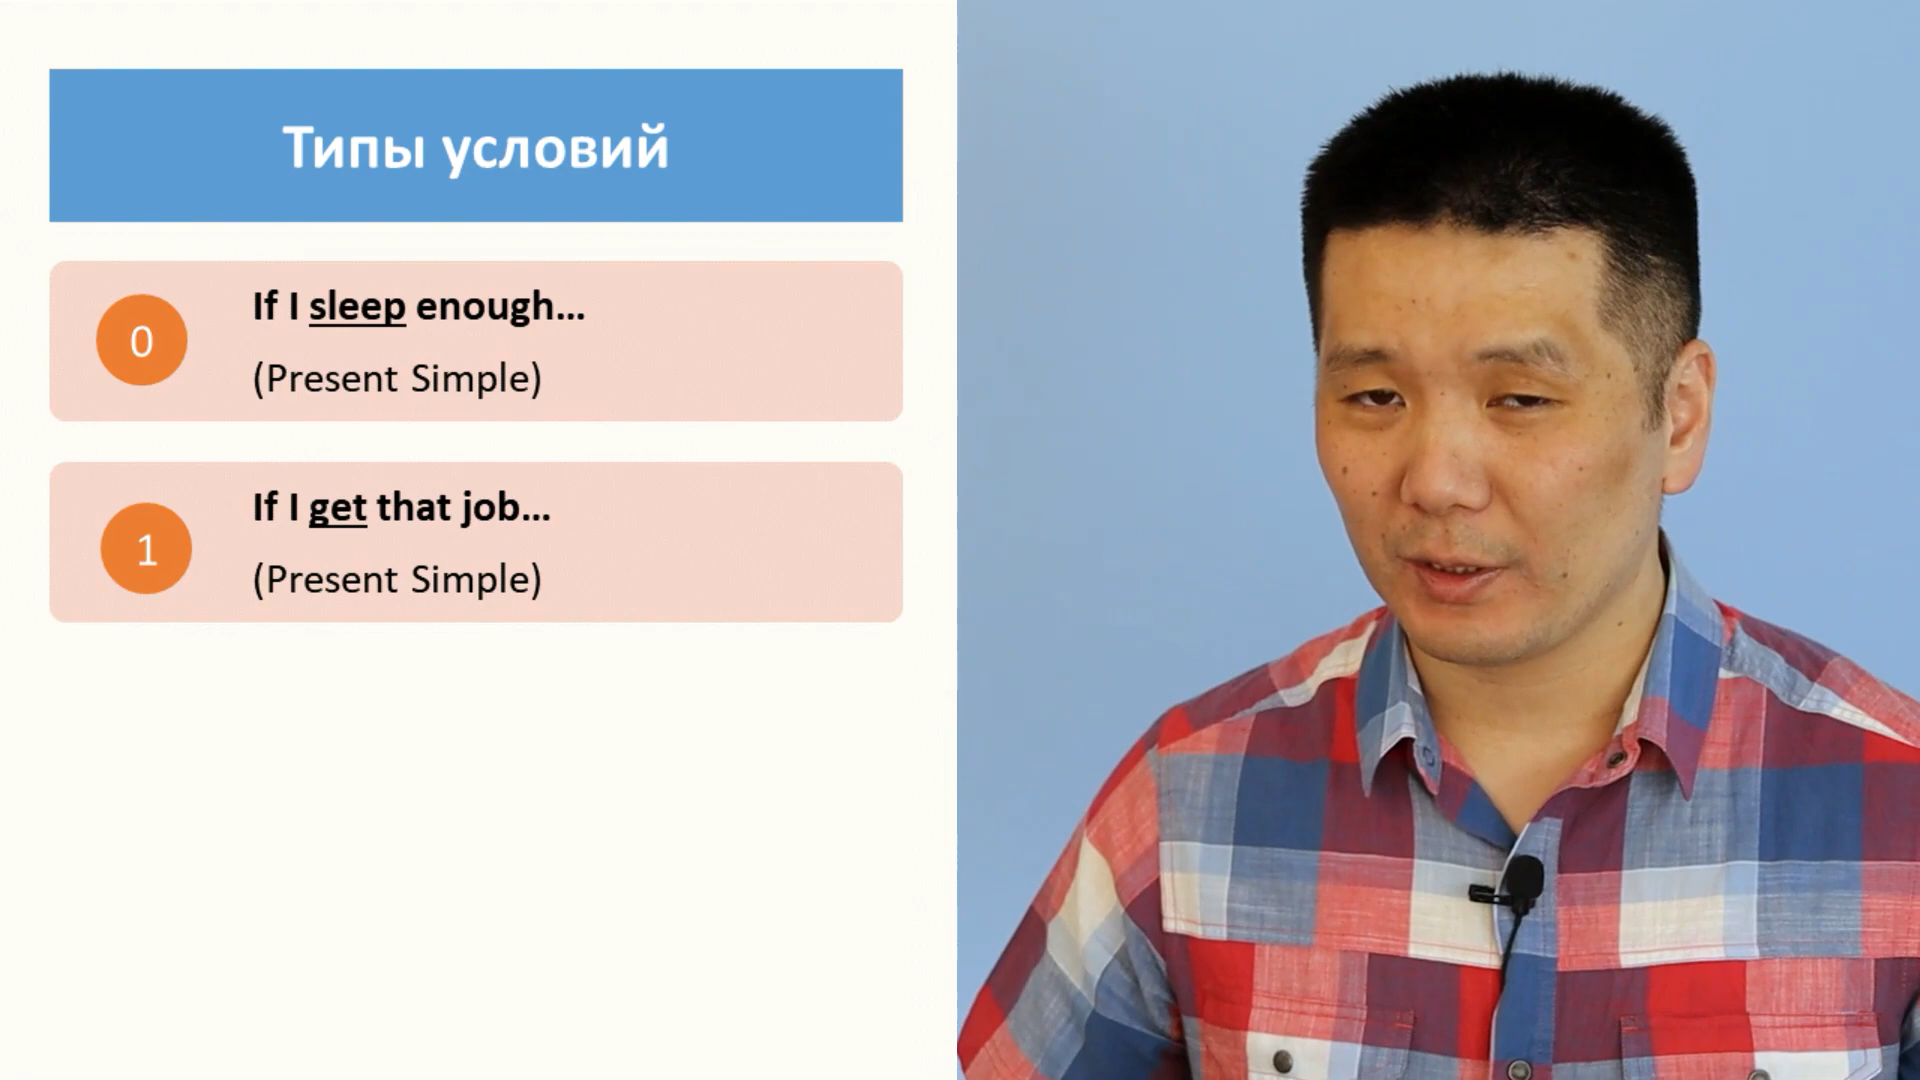 Типы условий
0
If I sleep enough...
(Present Simple)
1
If I get that job...
(Present Simple)